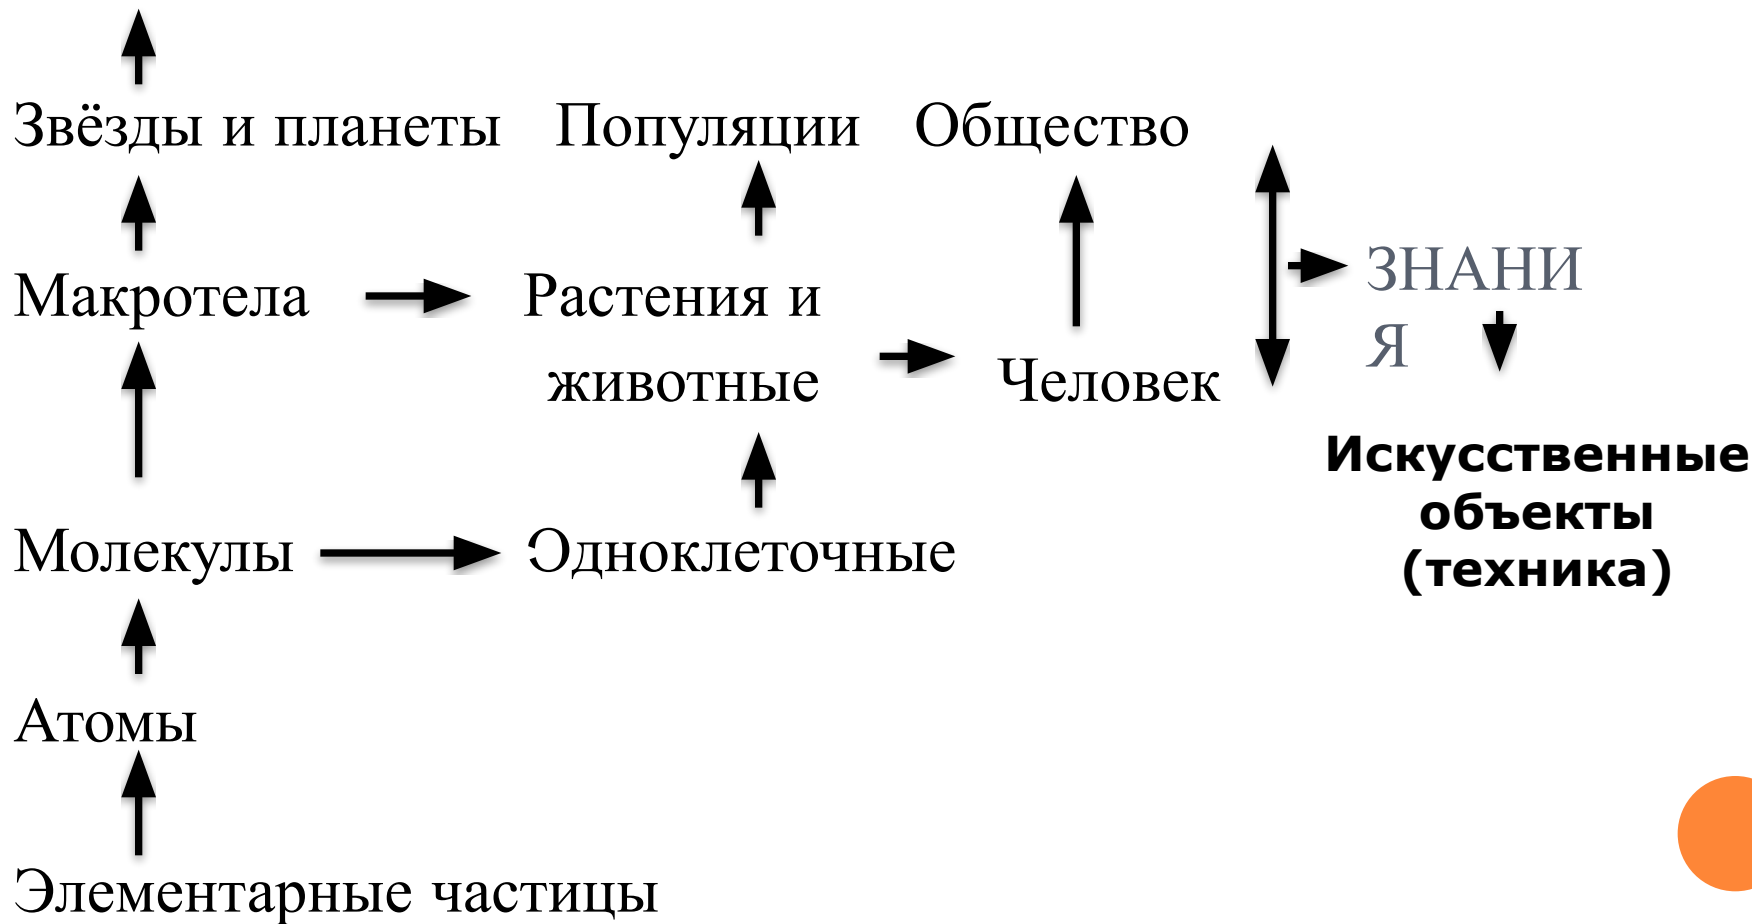 Звёзды и планеты Популяции Общество
Макротела Растения и
животные
Человек
ЗНАНИ
Я
Искусственные
объекты
(техника)
Молекулы Одноклеточные
Атомы
Элементарные частицы